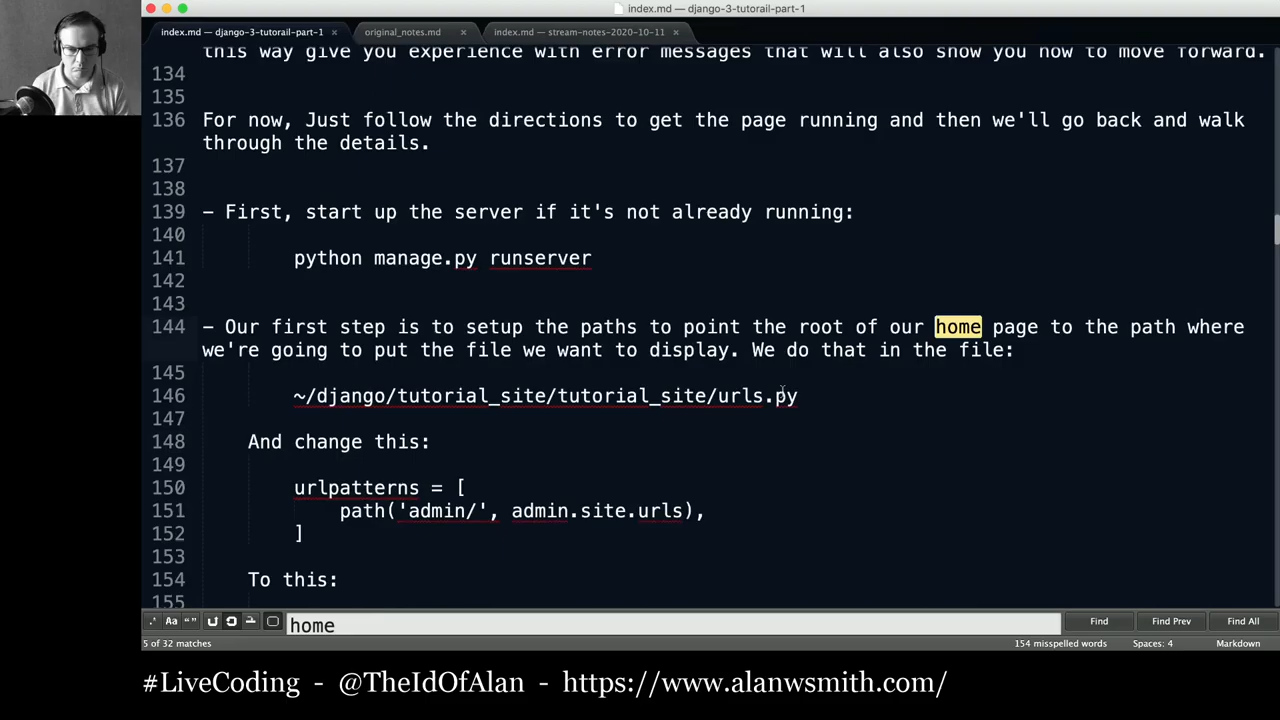 index.md — django-3-tutorail-part-1
index.md — django-3-tutorail-part-1 × original_notes.md × index.md — stream-notes-2020-10-11 ×
this way give you experience with error messages that will also show you how to move forward.
134
135
136 For now, Just follow the directions to get the page running and then we'll go back and walk
through the details.
137
138
139 - First, start up the server if it's not already running:
140
141 python manage.py runserver
142
143
144 - Our first step is to setup the paths to point the root of our home page to the path where
we're going to put the file we want to display. We do that in the file:
145
146 ~/django/tutorial_site/tutorial_site/urls.py
147
148 And change this:
149
150 urlpatterns = [
151 path('admin/', admin.site.urls),
152 ]
153
154 To this:
155
.* Aa “” home Find Find Prev Find All
5 of 32 matches 154 misspelled words Spaces: 4 Markdown
#LiveCoding - @TheIdOfAlan - https://www.alanwsmith.com/